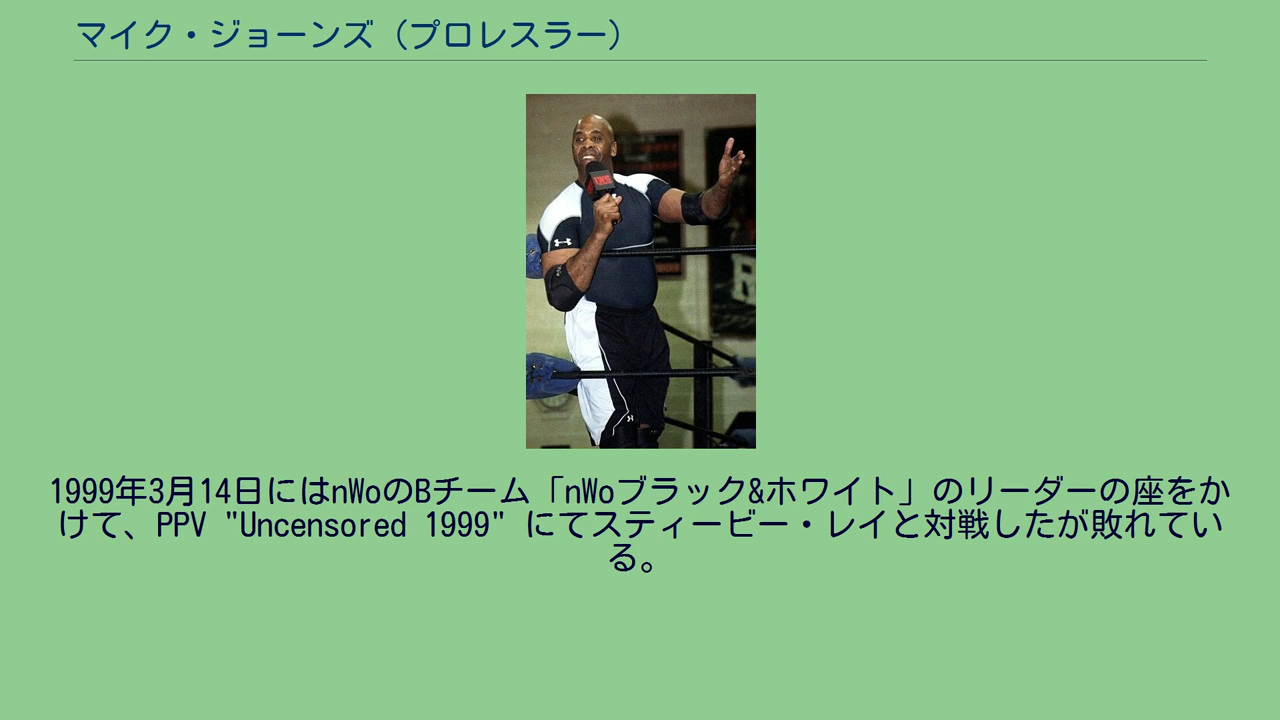 マイク・ジョーンズ（プロレスラー）
1999年3月14日にはnWoのBチーム「nWoブラック&ホワイト」のリーダーの座をか
けて、PPV "Uncensored 1999" にてスティービー・レイと対戦したが敗れてい
る。